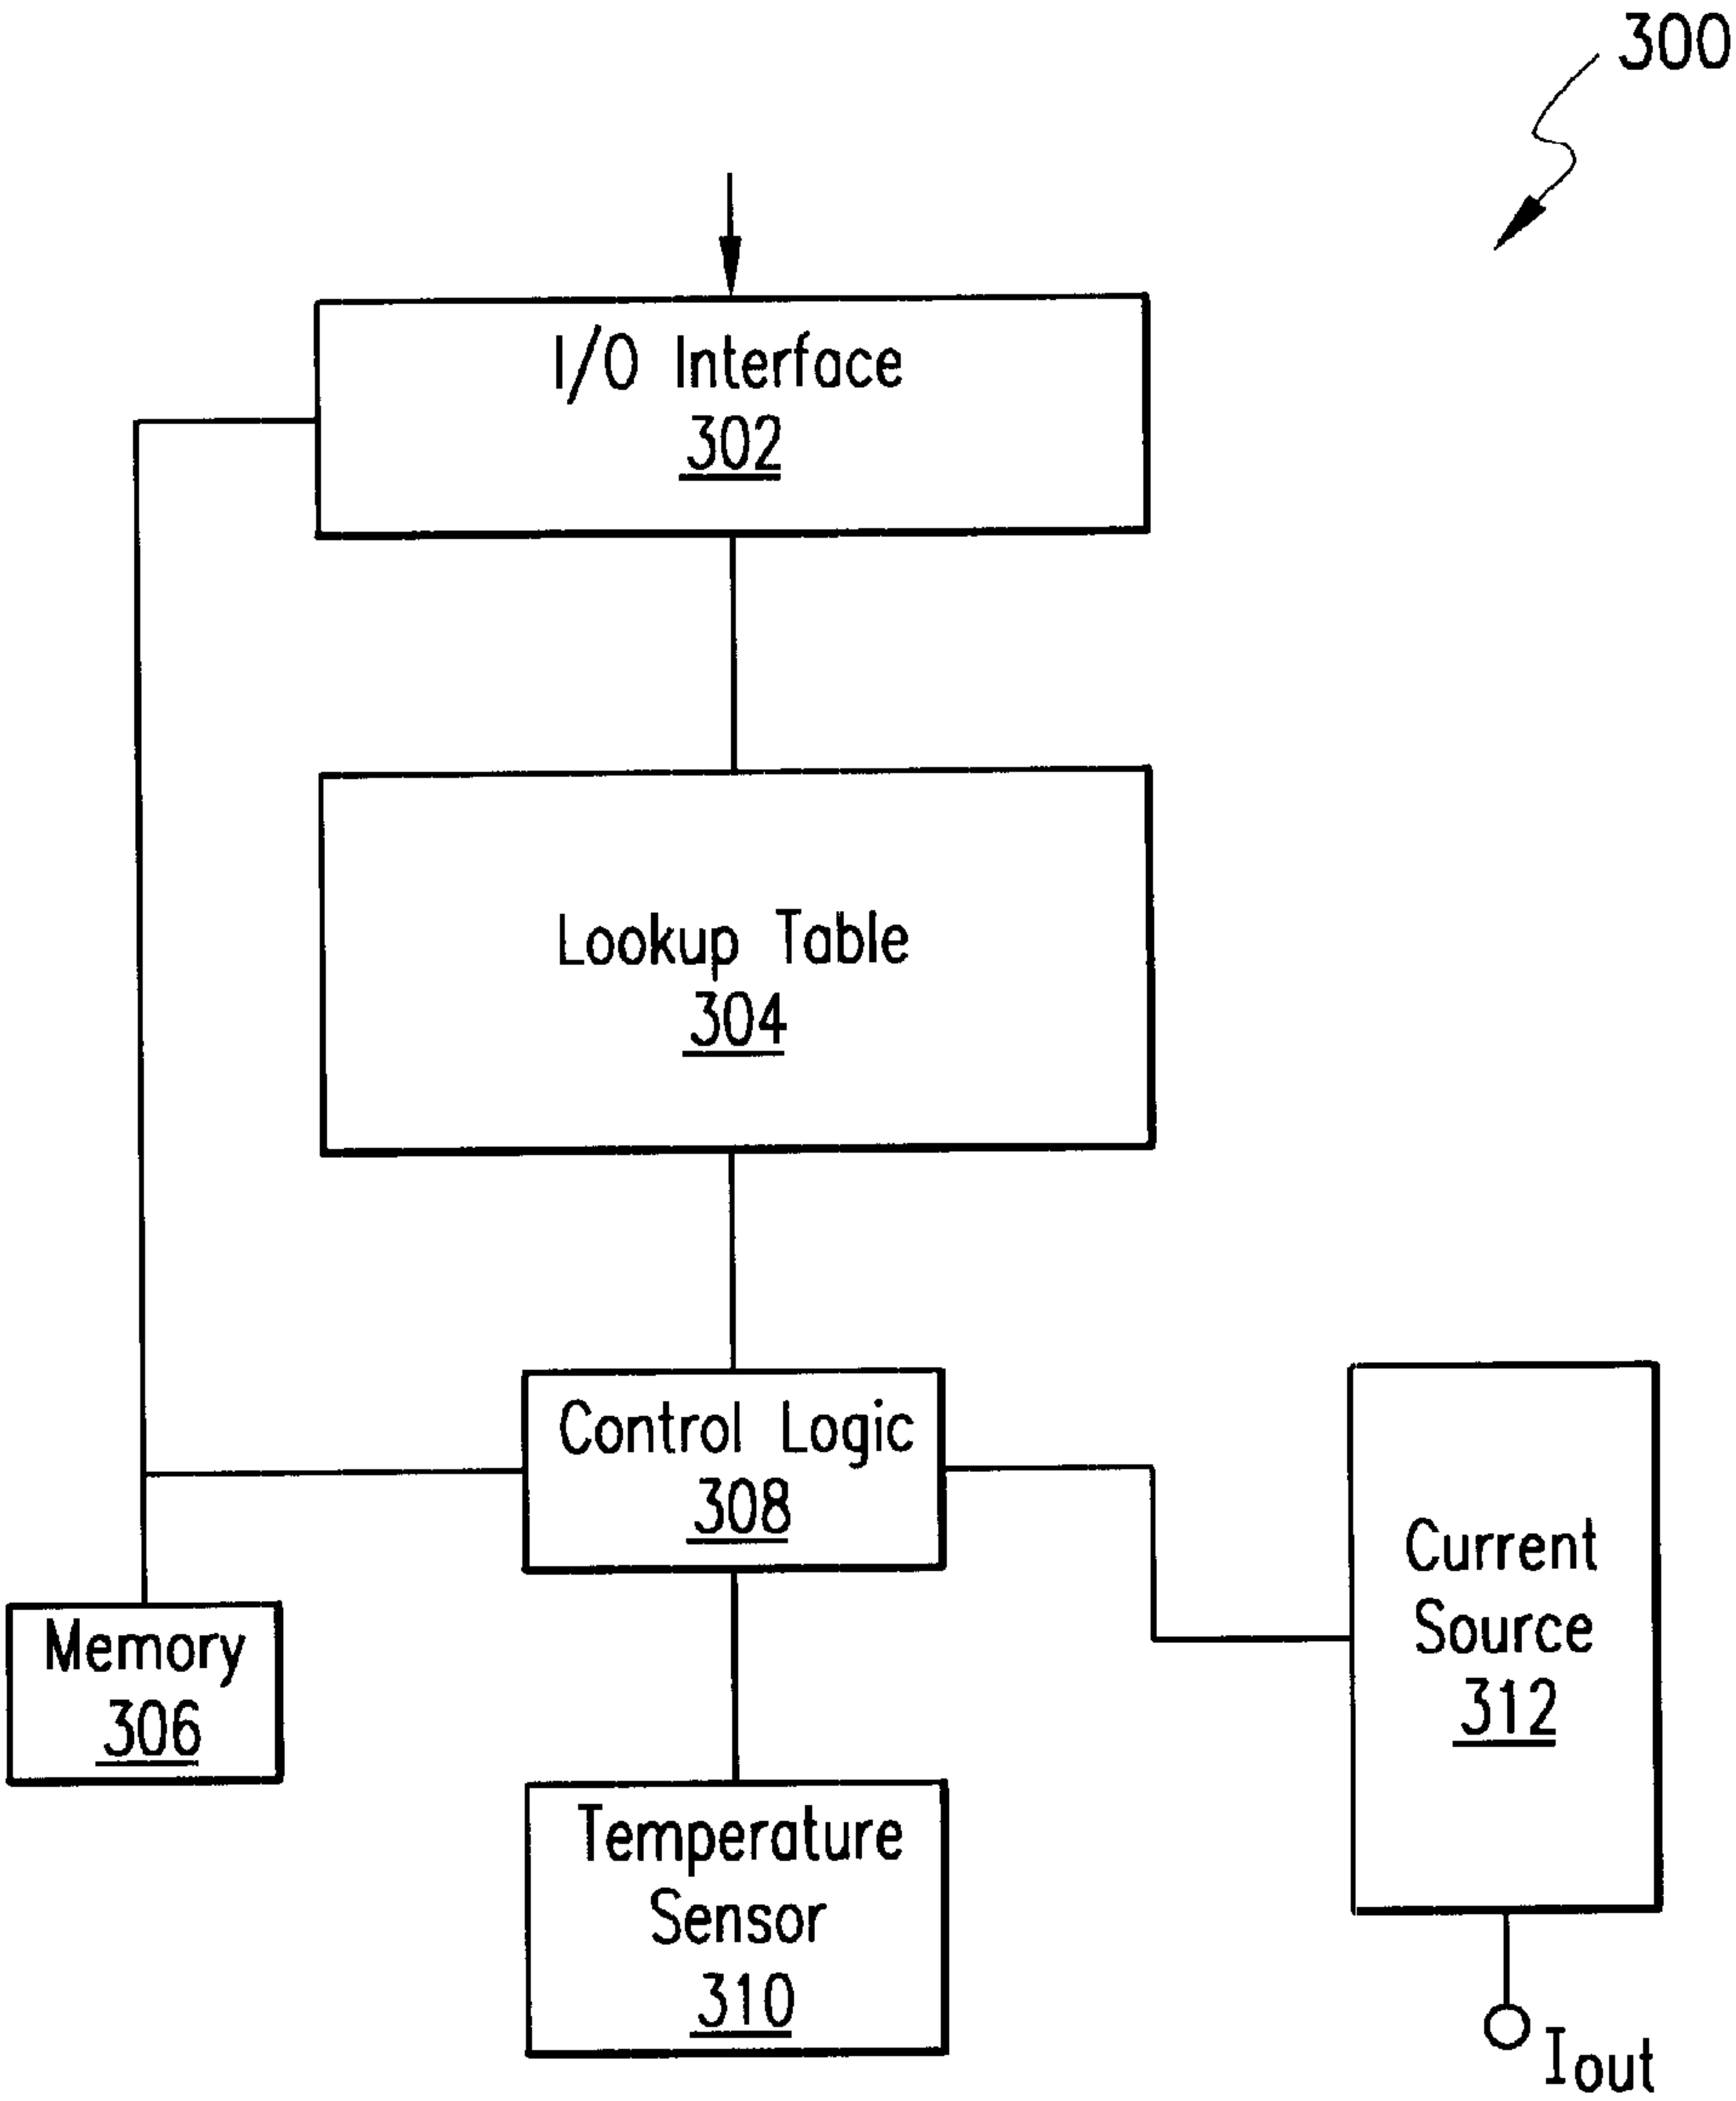 300
I/O Interface
302
Lookup Table
304
Control Logic
308
Current
Source
312
Memory
306
Temperature
Sensor
310
Iout